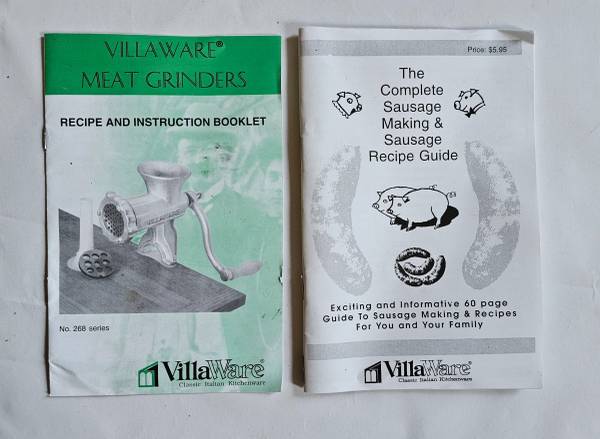 VILLAWARE®
MEAT GRINDERS
RECIPE AND INSTRUCTION BOOKLET
VILLAWARE
No. 268 series
VillaWare®
Classic Italian Kitchenware
Price: $5.95
The
Complete
Sausage
Making &
Sausage
Recipe Guide
Exciting and Informative 60 page
Guide To Sausage Making & Recipes
For You and Your Family
VillaWare®
Classic Italian Kitchenware